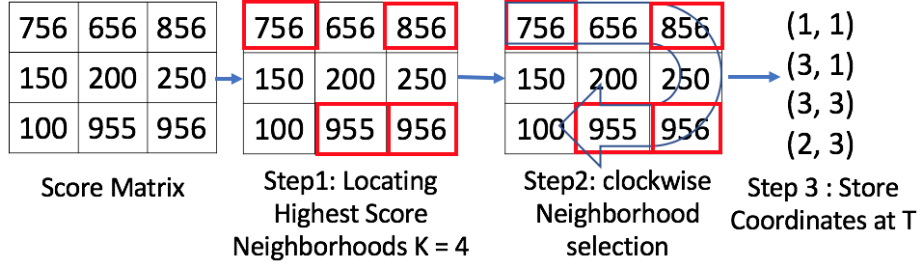 756 656 856
150 200 250
100 955 956
Score Matrix
756 656 856
150 200 250
100 955 956
Step1: Locating
Highest Score
Neighborhoods K = 4
756 656 856
150 200 250
100 955 956
Step2: clockwise
Neighborhood
selection
(1, 1)
(3, 1)
(3, 3)
(2, 3)
Step 3 : Store
Coordinates at T